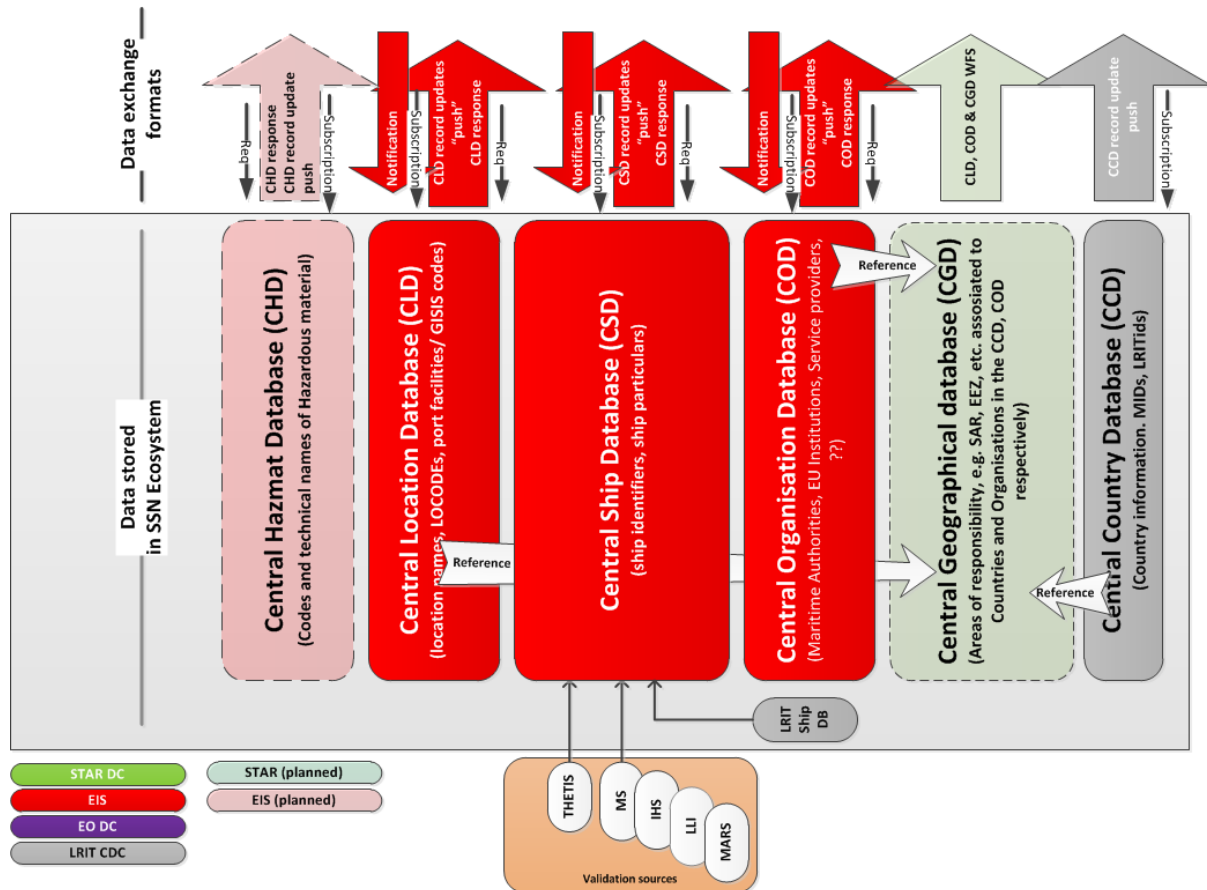 Data exchange
formats
Req
CHD response
CHD record update
push
Subscription
Notification
Subscription
CLD record updates
“push”
CLD response
Req
Notification
Subscription
CSD record updates
“push”
CSD response
Req
Notification
Subscription
COD record updates
“push”
COD response
Req
CLD, COD & CGD WFS
CCD record update
push
Subscription
Data stored
in SSN Ecosystem
Central Hazmat Database (CHD)
(Codes and technical names of Hazardous material)
Central Location Database (CLD)
(location names, LOCODEs, port facilities/ GISIS codes)
Central Ship Database (CSD)
(ship identifiers, ship particulars)
Central Organisation Database (COD)
(Maritime Authorities, EU Institutions, Service providers,
??)
Central Geographical database (CGD)
(Areas of responsibility, e.g. SAR, EEZ, etc. assosiated to
Countries and Organisations in the CCD, COD
respectively)
Central Country Database (CCD)
(Country information. MIDs, LRITids)
Reference
Reference
Reference
LRIT
Ship
DB
THETIS
MS
IHS
LLI
MARS
Validation sources
STAR DC
EIS
EO DC
LRIT CDC
STAR (planned)
EIS (planned)